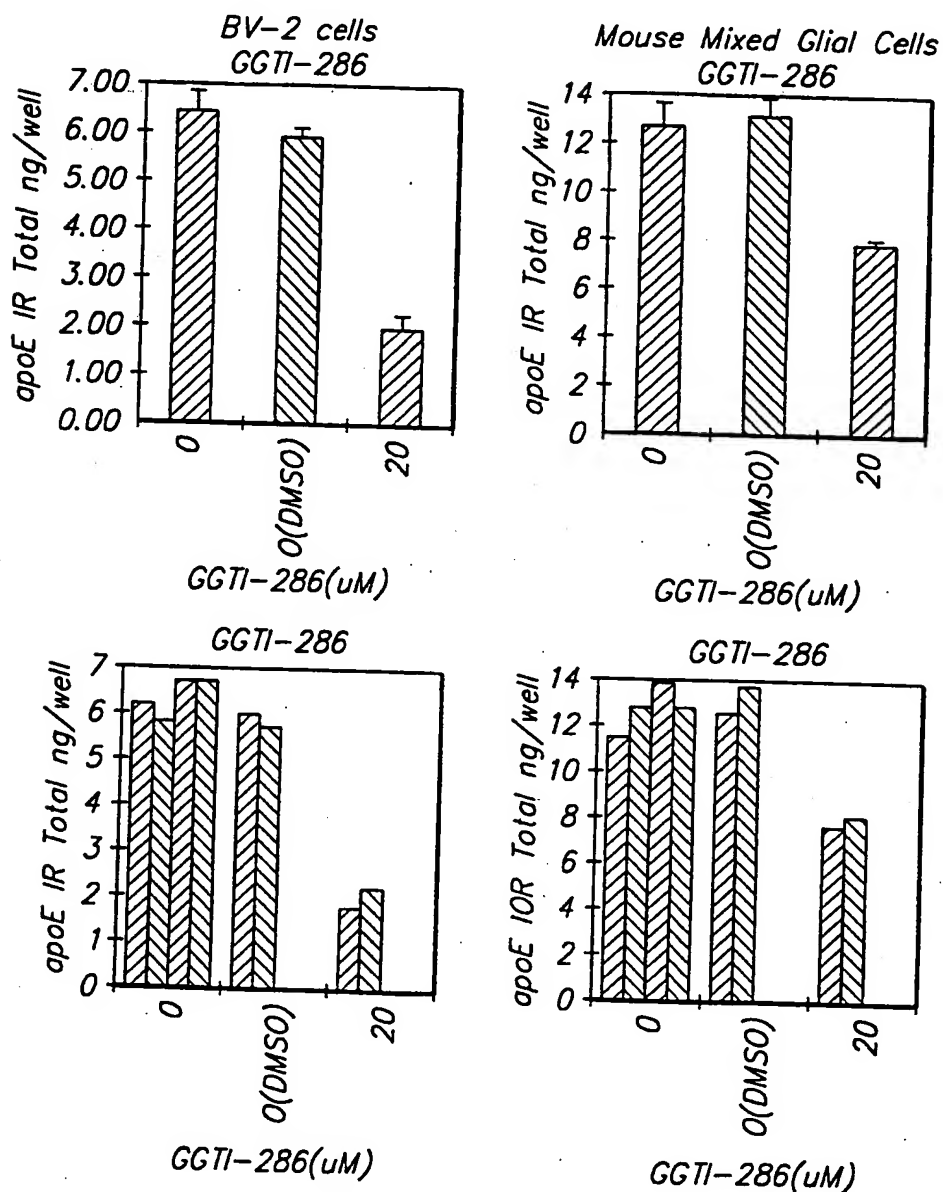 BV-2 cells
GGTI-286
apoE IR Total ng/well
7.00
6.00
5.00
4.00
3.00
2.00
1.00
0.00
0
O(DMSO)
20
GGTI-286(uM)
Mouse Mixed Glial Cells
GGTI-286
apoE IR Total ng/well
14
12
10
8
6
4
2
0
0
O(DMSO)
20
GGTI-286(uM)
GGTI-286
apoE IR Total ng/well
7
6
5
4
3
2
1
0
0
O(DMSO)
20
GGTI-286(uM)
GGTI-286
apoE IOR Total ng/well
14
12
10
8
6
4
2
0
0
O(DMSO)
20
GGTI-286(uM)